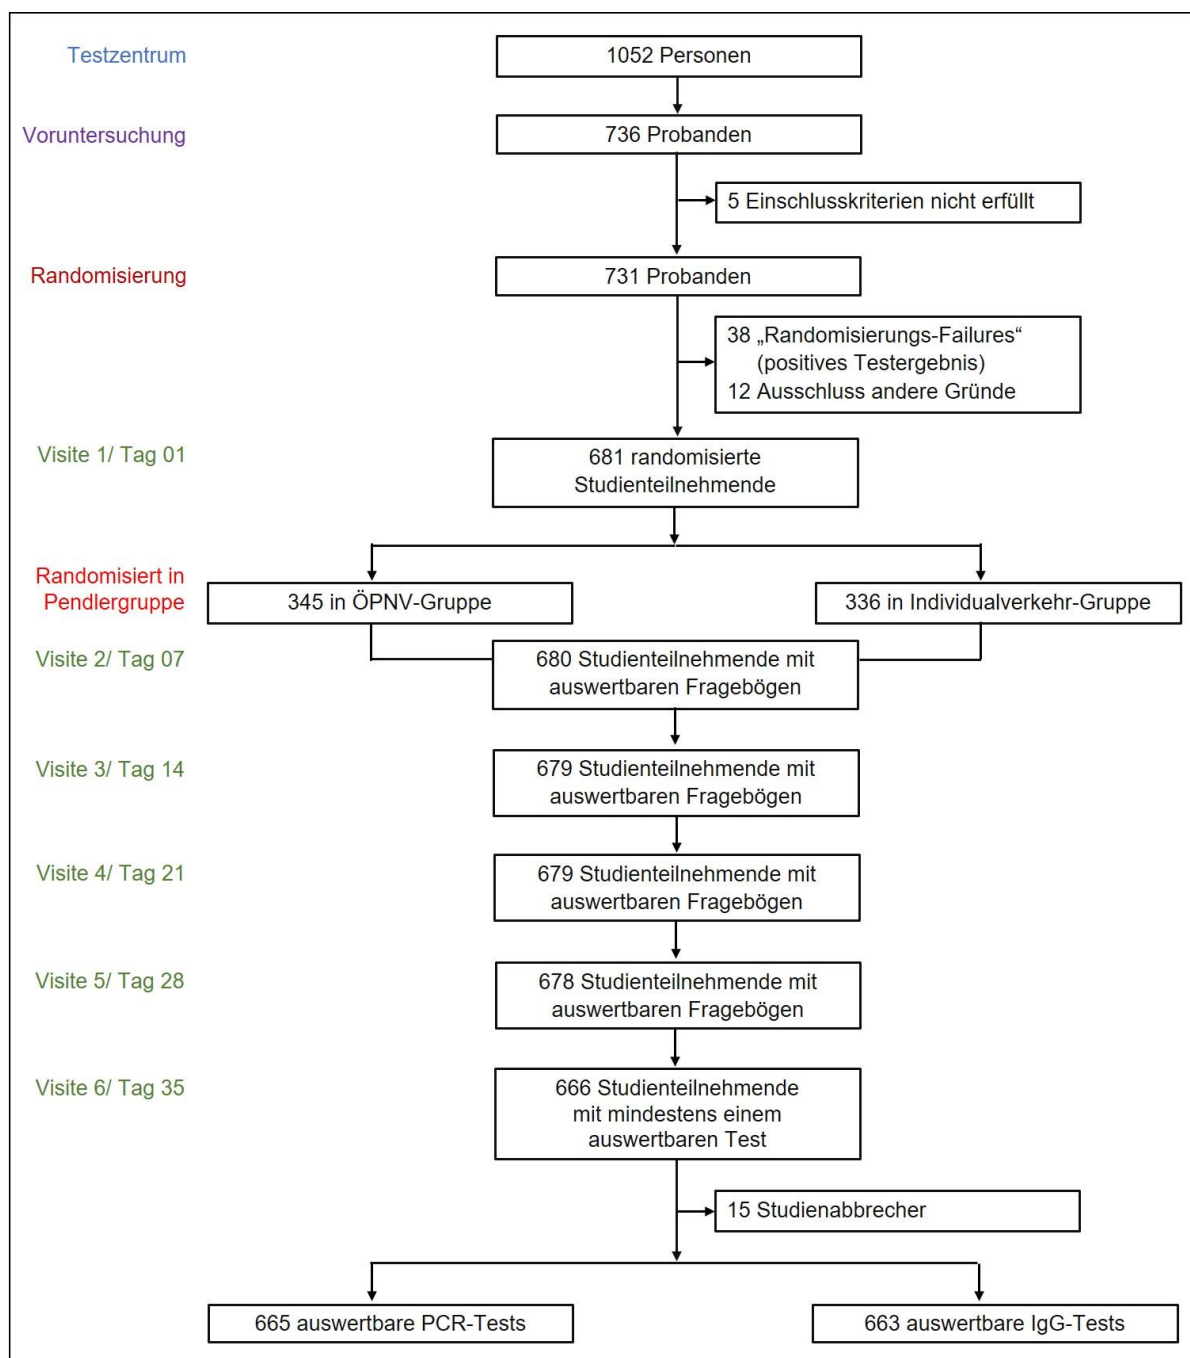 Testzentrum
1052 Personen
Voruntersuchung
736 Probanden
5 Einschlusskriterien nicht erfüllt
Randomisierung
731 Probanden
38 „Randomisierungs-Failures“
(positives Testergebnis)
12 Ausschluss andere Gründe
Visite 1/ Tag 01
681 randomisierte
Studienteilnehmende
Randomisiert in
Pendlergruppe
345 in ÖPNV-Gruppe
336 in Individualverkehr-Gruppe
Visite 2/ Tag 07
680 Studienteilnehmende mit
auswertbaren Fragebögen
Visite 3/ Tag 14
679 Studienteilnehmende mit
auswertbaren Fragebögen
Visite 4/ Tag 21
679 Studienteilnehmende mit
auswertbaren Fragebögen
Visite 5/ Tag 28
678 Studienteilnehmende mit
auswertbaren Fragebögen
Visite 6/ Tag 35
666 Studienteilnehmende
mit mindestens einem
auswertbaren Test
15 Studienabbrecher
665 auswertbare PCR-Tests
663 auswertbare IgG-Tests